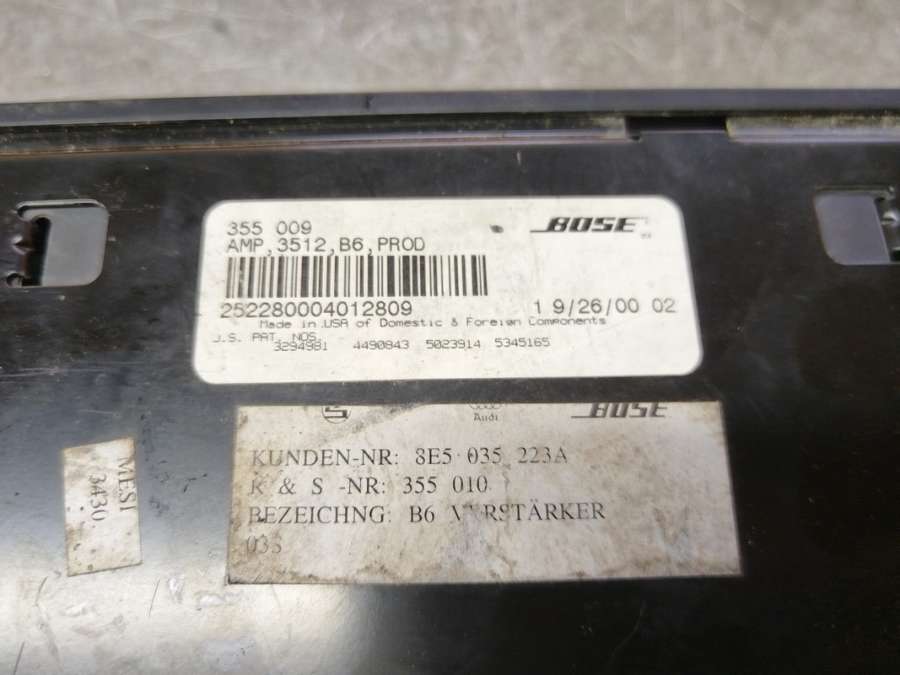 355 009
BOSE
AMP,3512,B6,PROD
252280004012809
1 9/26/00 02
Made in USA of Domestic & Foreign Components
U.S. PAT. NOS.
3294981 4490843 5023914 5345165
Audi
BOSE
KUNDEN-NR: 8E5 035 223A
K & S -NR: 355 010
BEZEICHNG: B6 VERSTÄRKER
03S
MESI
3430